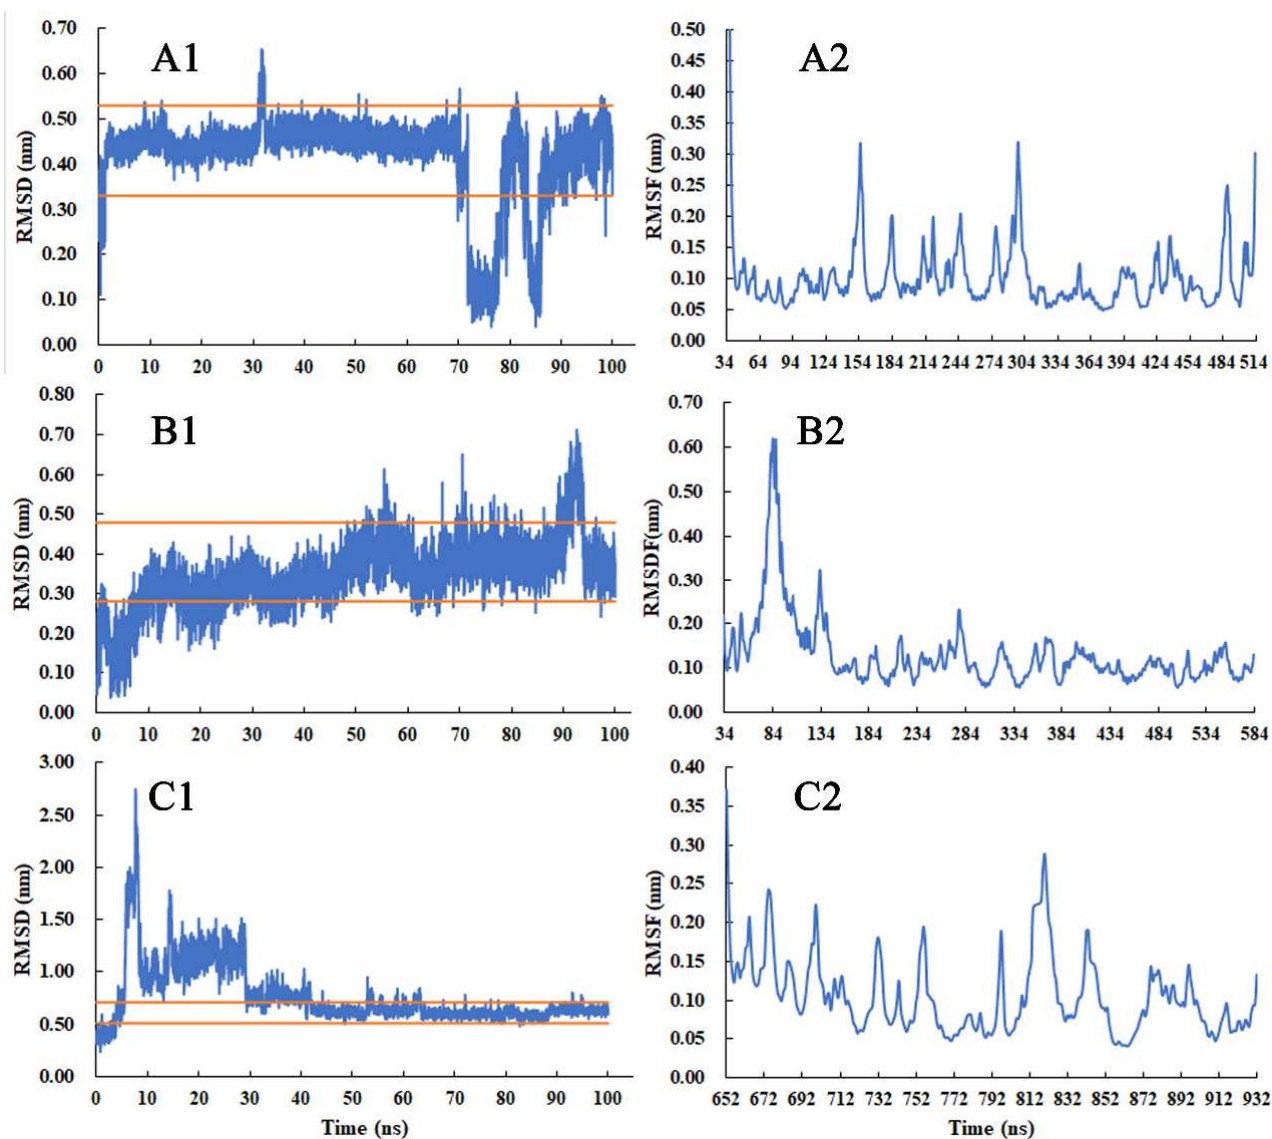 A1
RMSD (nm)
0.70
0.60
0.50
0.40
0.30
0.20
0.10
0.00
0 10 20 30 40 50 60 70 80 90 100
A2
RMSF (nm)
0.50
0.45
0.40
0.35
0.30
0.25
0.20
0.15
0.10
0.05
0.00
34 64 94 124 154 184 214 244 274 304 334 364 394 424 454 484 514
B1
RMSD (nm)
0.80
0.70
0.60
0.50
0.40
0.30
0.20
0.10
0.00
0 10 20 30 40 50 60 70 80 90 100
B2
RMSDF(nm)
0.70
0.60
0.50
0.40
0.30
0.20
0.10
0.00
34 84 134 184 234 284 334 384 434 484 534 584
C1
RMSD (nm)
3.00
2.50
2.00
1.50
1.00
0.50
0.00
0 10 20 30 40 50 60 70 80 90 100
Time (ns)
C2
RMSF (nm)
0.40
0.35
0.30
0.25
0.20
0.15
0.10
0.05
0.00
652 672 692 712 732 752 772 792 812 832 852 872 892 912 932
Time (ns)